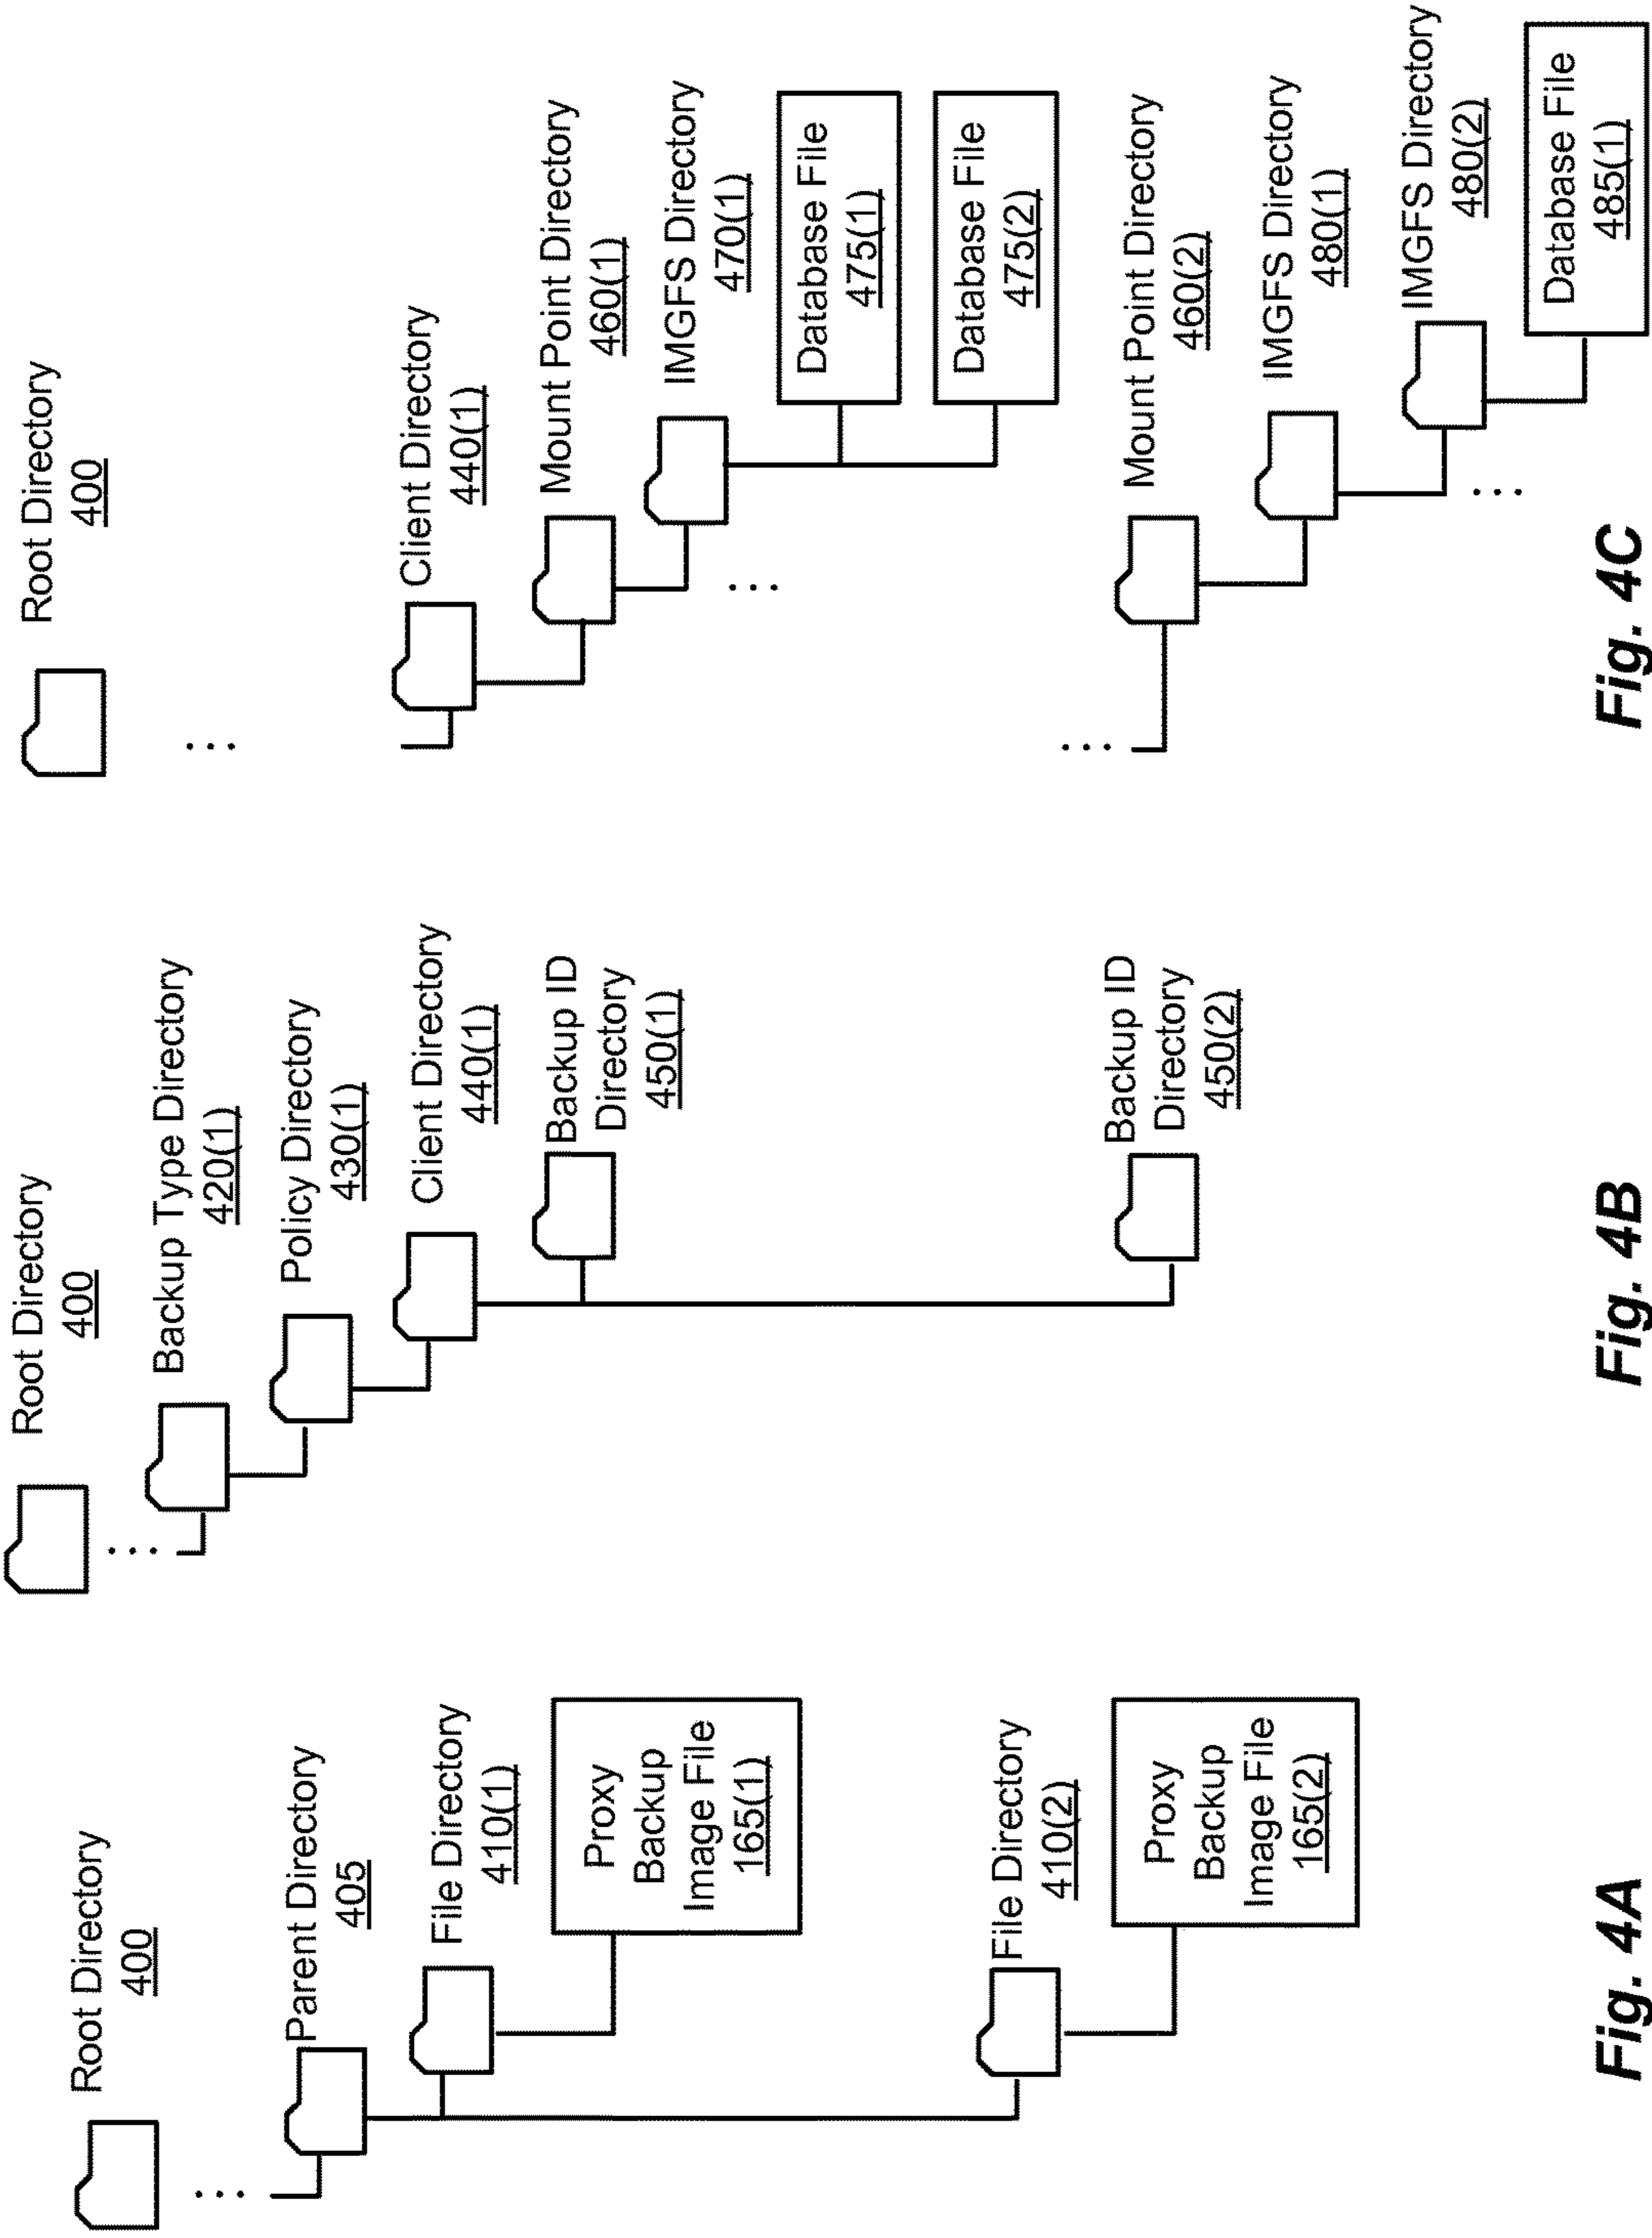 Root Directory
400
Parent Directory
405
File Directory
410(1)
Proxy
Backup
Image File
165(1)
File Directory
410(2)
Proxy
Backup
Image File
165(2)
Fig. 4A
Root Directory
400
Backup Type Directory
420(1)
Policy Directory
430(1)
Client Directory
440(1)
Backup ID
Directory
450(1)
Backup ID
Directory
450(2)
Fig. 4B
Root Directory
400
Client Directory
440(1)
Mount Point Directory
460(1)
IMGFS Directory
470(1)
Database File
475(1)
Database File
475(2)
Mount Point Directory
460(2)
IMGFS Directory
480(1)
IMGFS Directory
480(2)
Database File
485(1)
Fig. 4C